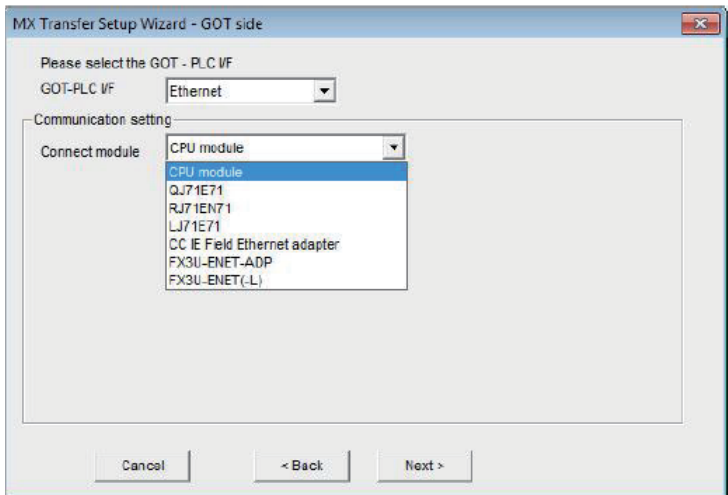 MX Transfer Setup Wizard - GOT side
Please select the GOT - PLC I/F
GOT-PLC I/F
Ethernet
Communication setting
Connect module
CPU module
CPU module
QJ71E71
RJ71EN71
LJ71E71
CC IE Field Ethernet adapter
FX3U-ENET-ADP
FX3U-ENET(-L)
Cancel
< Back
Next >